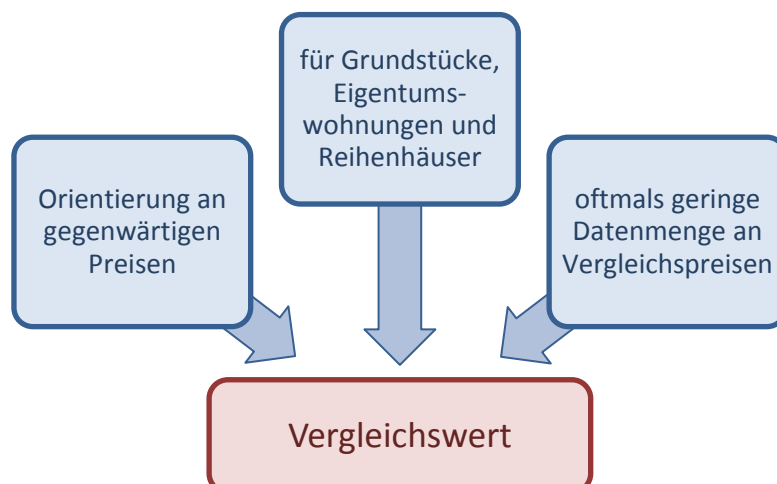 für Grundstücke,
Eigentums-
wohnungen und
Reihenhäuser
Orientierung an
gegenwärtigen
Preisen
oftmals geringe
Datenmenge an
Vergleichspreisen
Vergleichswert